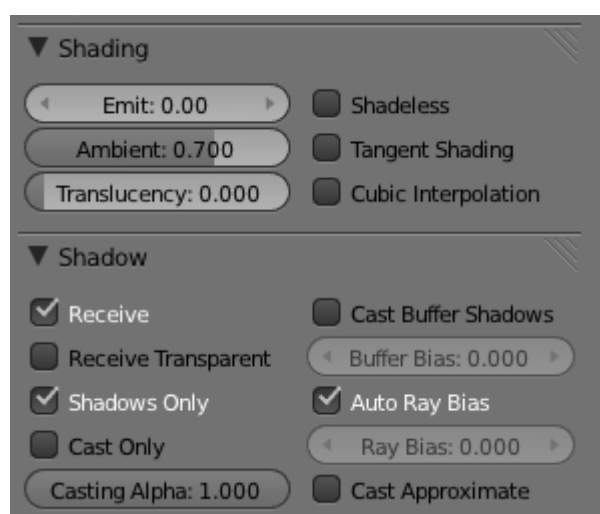 Shading
Emit: 0.00
Shadeless
Ambient: 0.700
Tangent Shading
Translucency: 0.000
Cubic Interpolation
Shadow
Receive
Cast Buffer Shadows
Receive Transparent
Buffer Bias: 0.000
Shadows Only
Auto Ray Bias
Cast Only
Ray Bias: 0.000
Casting Alpha: 1.000
Cast Approximate